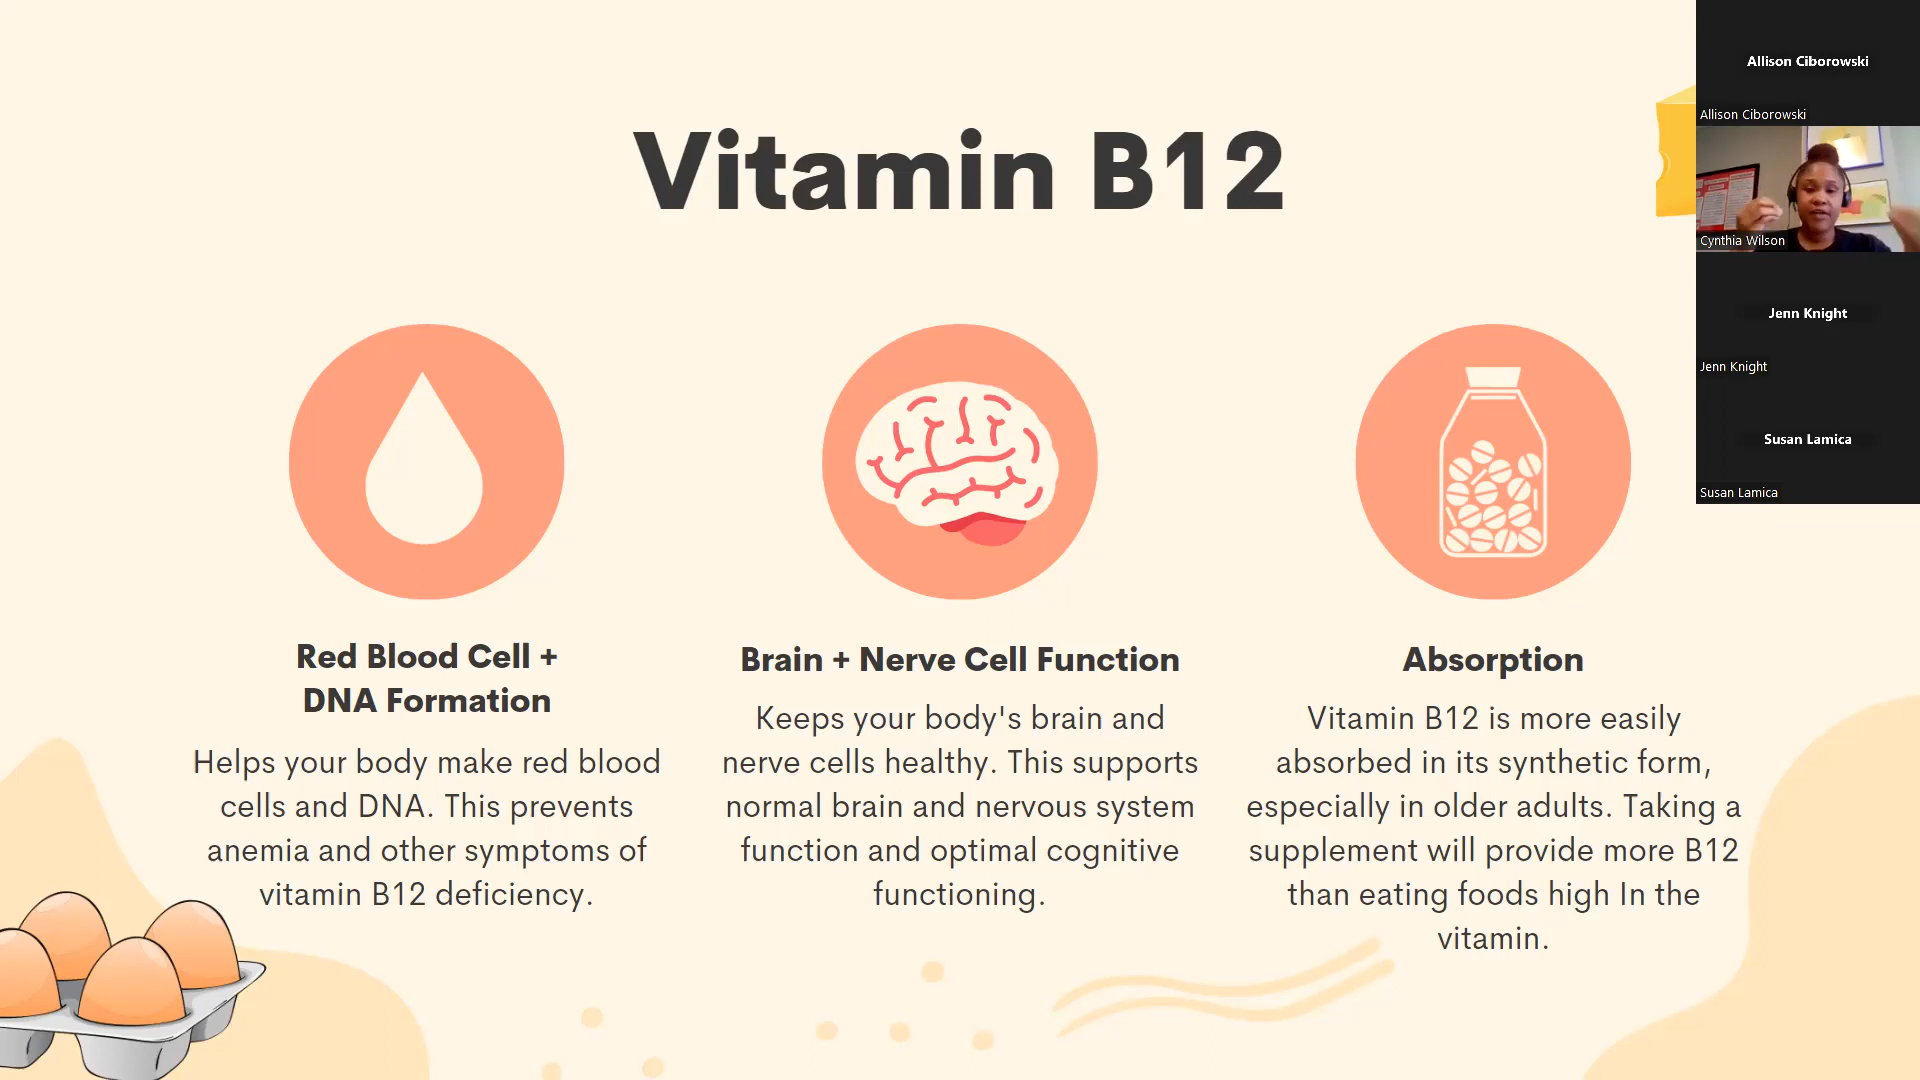 Vitamin B12
Red Blood Cell +
DNA Formation
Helps your body make red blood
cells and DNA. This prevents
anemia and other symptoms of
vitamin B12 deficiency.
Brain + Nerve Cell Function
Keeps your body's brain and
nerve cells healthy. This supports
normal brain and nervous system
function and optimal cognitive
functioning.
Absorption
Vitamin B12 is more easily
absorbed in its synthetic form,
especially in older adults. Taking a
supplement will provide more B12
than eating foods high In the
vitamin.
Allison Ciborowski
Allison Ciborowski
Cynthia Wilson
Jenn Knight
Jenn Knight
Susan Lamica
Susan Lamica